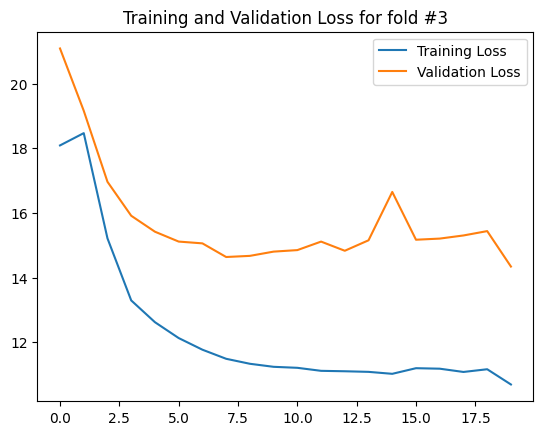 Training and Validation Loss for fold #3
Training Loss
Validation Loss
20
18
16
14
12
0.0 2.5 5.0 7.5 10.0 12.5 15.0 17.5